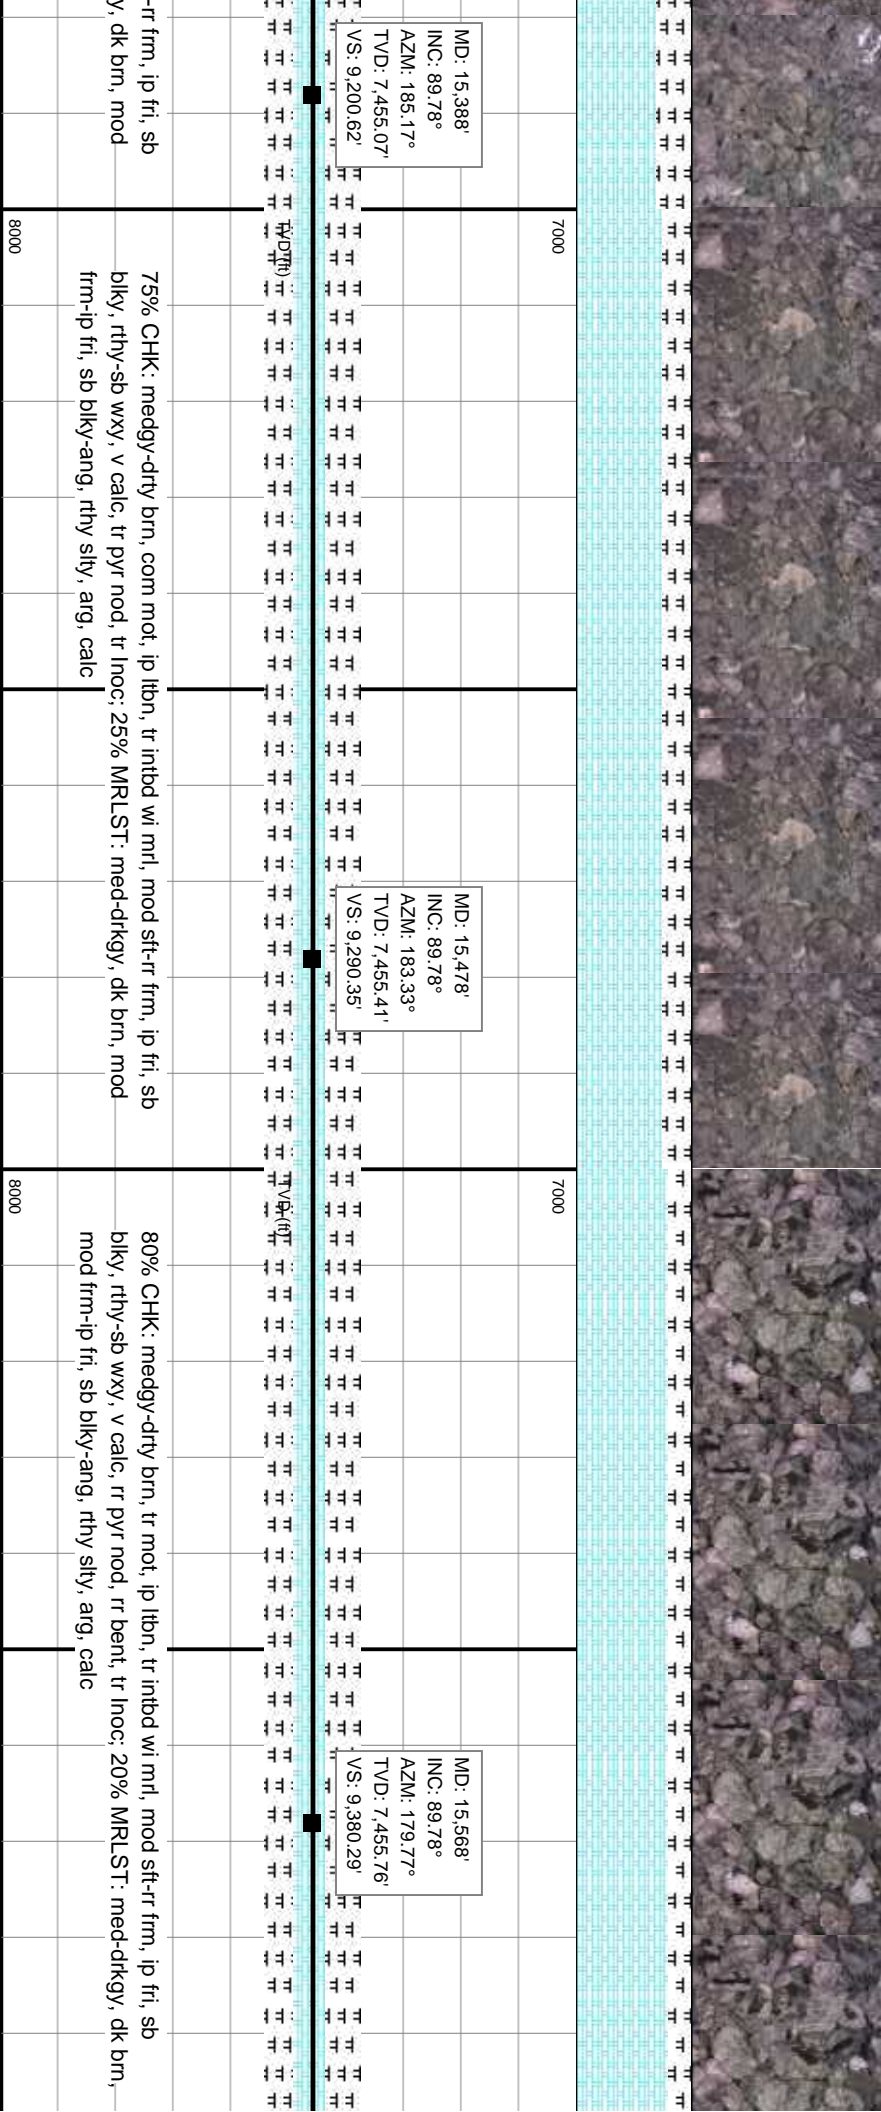 -rr frm, ip fri, sb
y, dk brn, mod
MD: 15,388'
INC: 89.78°
AZM: 185.17°
TVD: 7,455.07'
VS: 9,200.62'
7000
TVD (ft)
8000
75% CHK: medgy-drty brn, com mot, ip ltbn, tr intbd wi mrl, mod sft-rr frm, ip fri, sb
blky, rthy-sb wxy, v calc, tr pyr nod, tr Inoc; 25% MRLST: med-drkgy, dk brn, mod
frm-ip fri, sb blky-ang, rthy slty, arg, calc
MD: 15,478'
INC: 89.78°
AZM: 183.33°
TVD: 7,455.41'
VS: 9,290.35'
7000
TVD (ft)
8000
80% CHK: medgy-drty brn, tr mot, ip ltbn, tr intbd wi mrl, mod sft-rr frm, ip fri, sb
blky, rthy-sb wxy, v calc, rr pyr nod, rr bent, tr Inoc; 20% MRLST: med-drkgy, dk brn,
mod frm-ip fri, sb blky-ang, rthy slty, arg, calc
MD: 15,568'
INC: 89.78°
AZM: 179.77°
TVD: 7,455.76'
VS: 9,380.29'